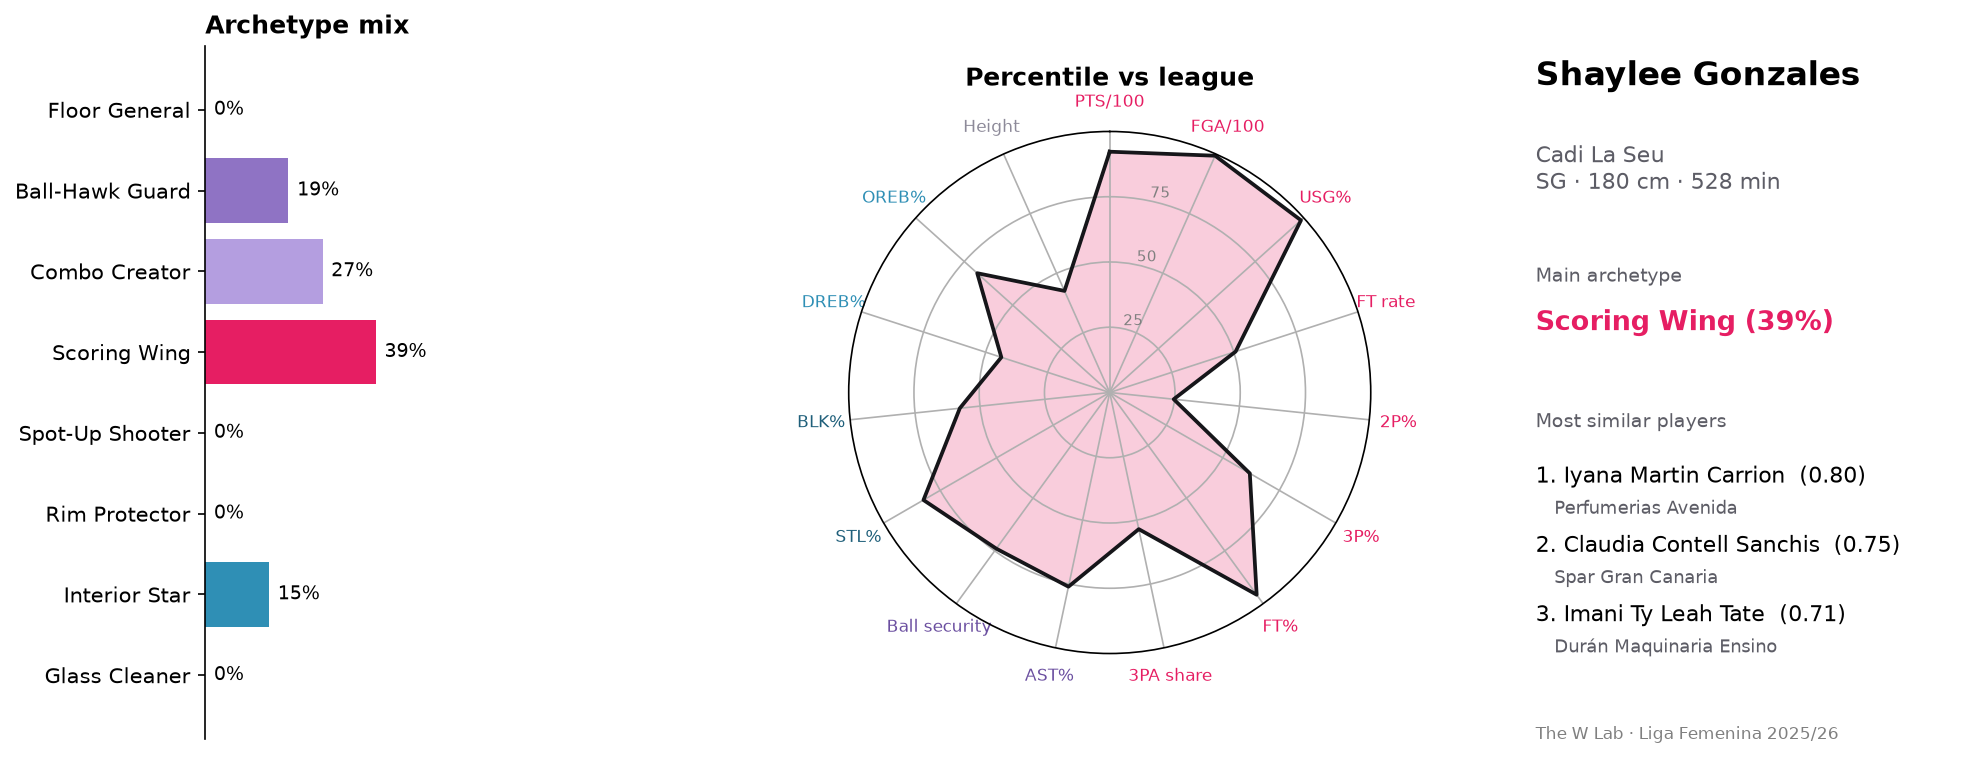 Archetype mix
Floor General 0%
Ball-Hawk Guard 19%
Combo Creator 27%
Scoring Wing 39%
Spot-Up Shooter 0%
Rim Protector 0%
Interior Star 15%
Glass Cleaner 0%
Percentile vs league
PTS/100
FGA/100
USG%
FT rate
2P%
3P%
FT%
3PA share
AST%
Ball security
STL%
BLK%
DREB%
OREB%
Height
75
50
25
Shaylee Gonzales
Cadi La Seu
SG · 180 cm · 528 min
Main archetype
Scoring Wing (39%)
Most similar players
1. Iyana Martin Carrion (0.80)
Perfumerias Avenida
2. Claudia Contell Sanchis (0.75)
Spar Gran Canaria
3. Imani Ty Leah Tate (0.71)
Durán Maquinaria Ensino
The W Lab · Liga Femenina 2025/26